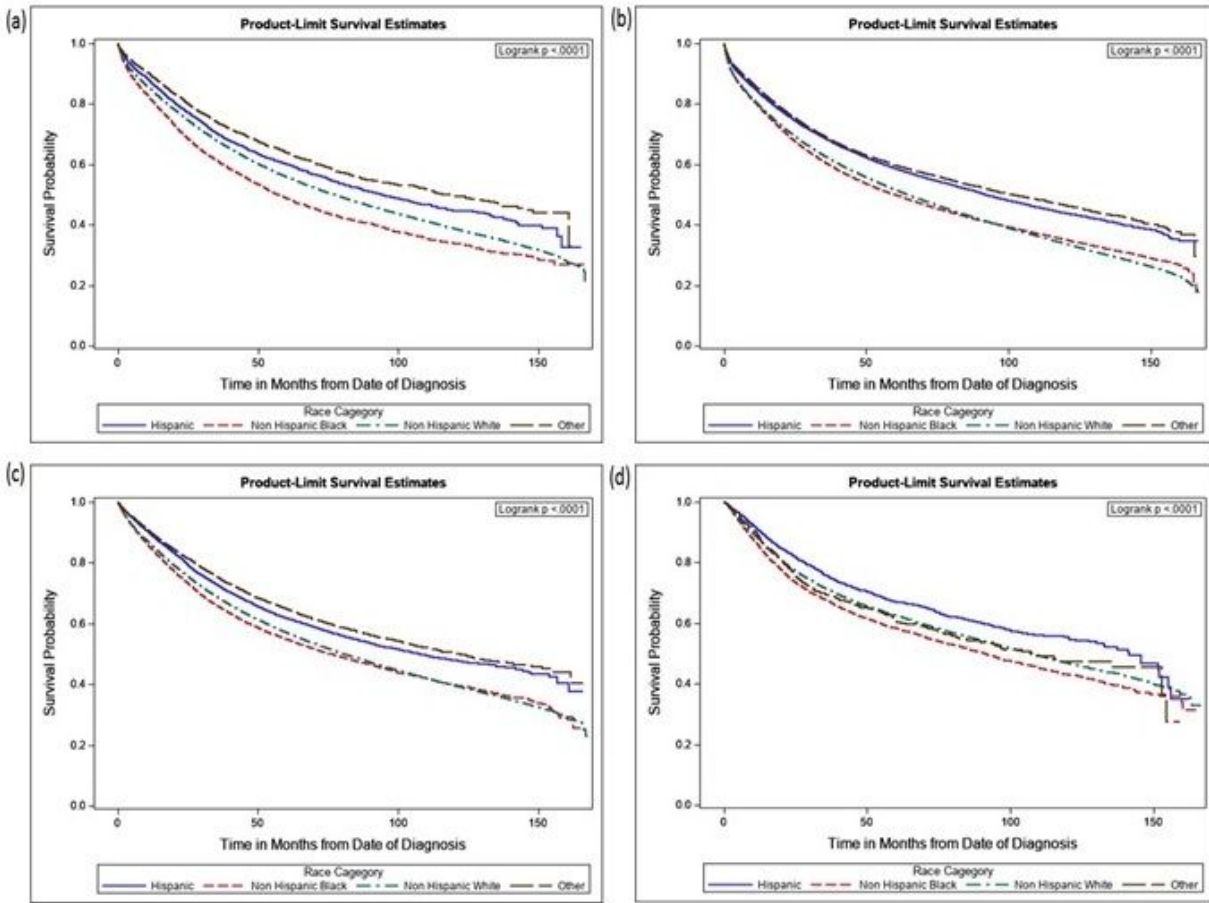 (a)
Product-Limit Survival Estimates
Logrank p <.0001
1.0
0.8
0.6
0.4
0.2
0.0
Survival Probability
0 50 100 150
Time in Months from Date of Diagnosis
Race Cagegory
Hispanic Non Hispanic Black Non Hispanic White Other
(b)
Product-Limit Survival Estimates
Logrank p <.0001
1.0
0.8
0.6
0.4
0.2
0.0
Survival Probability
0 50 100 150
Time in Months from Date of Diagnosis
Race Cagegory
Hispanic Non Hispanic Black Non Hispanic White Other
(c)
Product-Limit Survival Estimates
Logrank p <.0001
1.0
0.8
0.6
0.4
0.2
0.0
Survival Probability
0 50 100 150
Time in Months from Date of Diagnosis
Race Cagegory
Hispanic Non Hispanic Black Non Hispanic White Other
(d)
Product-Limit Survival Estimates
Logrank p <.0001
1.0
0.8
0.6
0.4
0.2
0.0
Survival Probability
0 50 100 150
Time in Months from Date of Diagnosis
Race Cagegory
Hispanic Non Hispanic Black Non Hispanic White Other